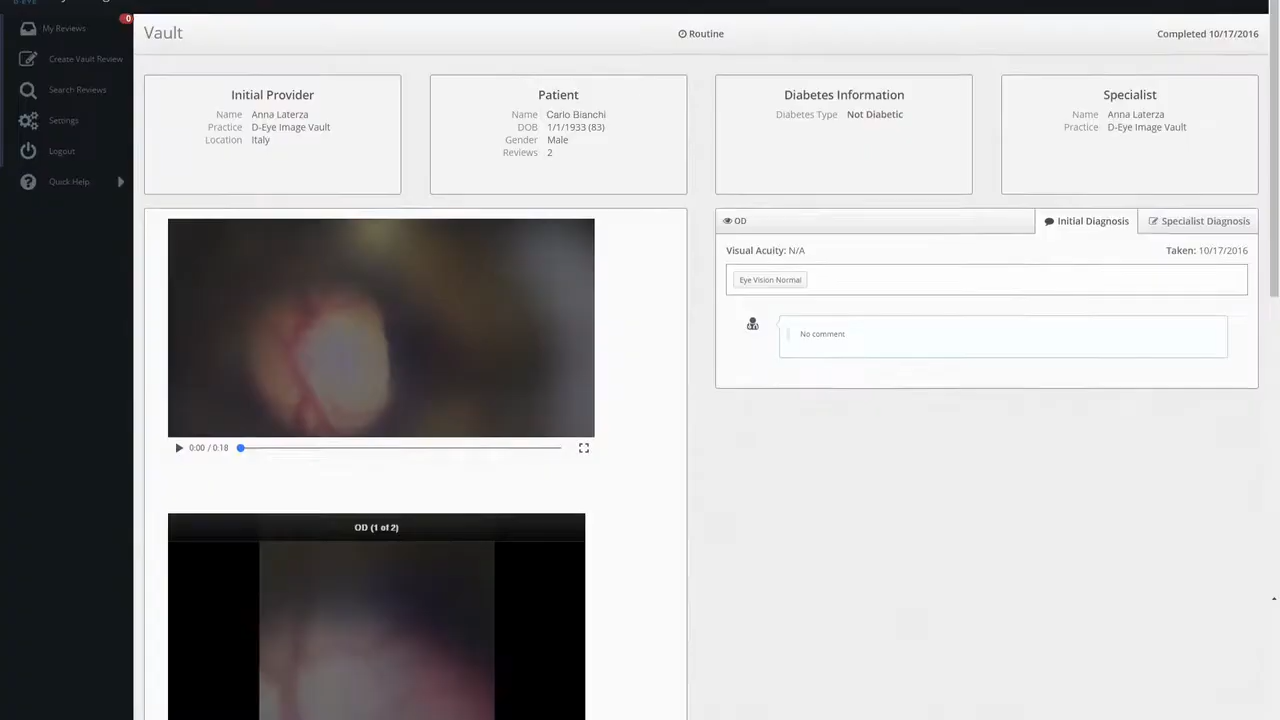 My Reviews
0
Create Vault Review
Search Reviews
Settings
Logout
Quick Help
Vault
Routine
Completed 10/17/2016
Initial Provider
Name Anna Laterza
Practice D-Eye Image Vault
Location Italy
Patient
Name Carlo Bianchi
DOB 1/1/1933 (83)
Gender Male
Reviews 2
Diabetes Information
Diabetes Type Not Diabetic
Specialist
Name Anna Laterza
Practice D-Eye Image Vault
0:00 / 0:18
OD (1 of 2)
OD
Initial Diagnosis
Specialist Diagnosis
Visual Acuity: N/A
Taken: 10/17/2016
Eye Vision Normal
No comment